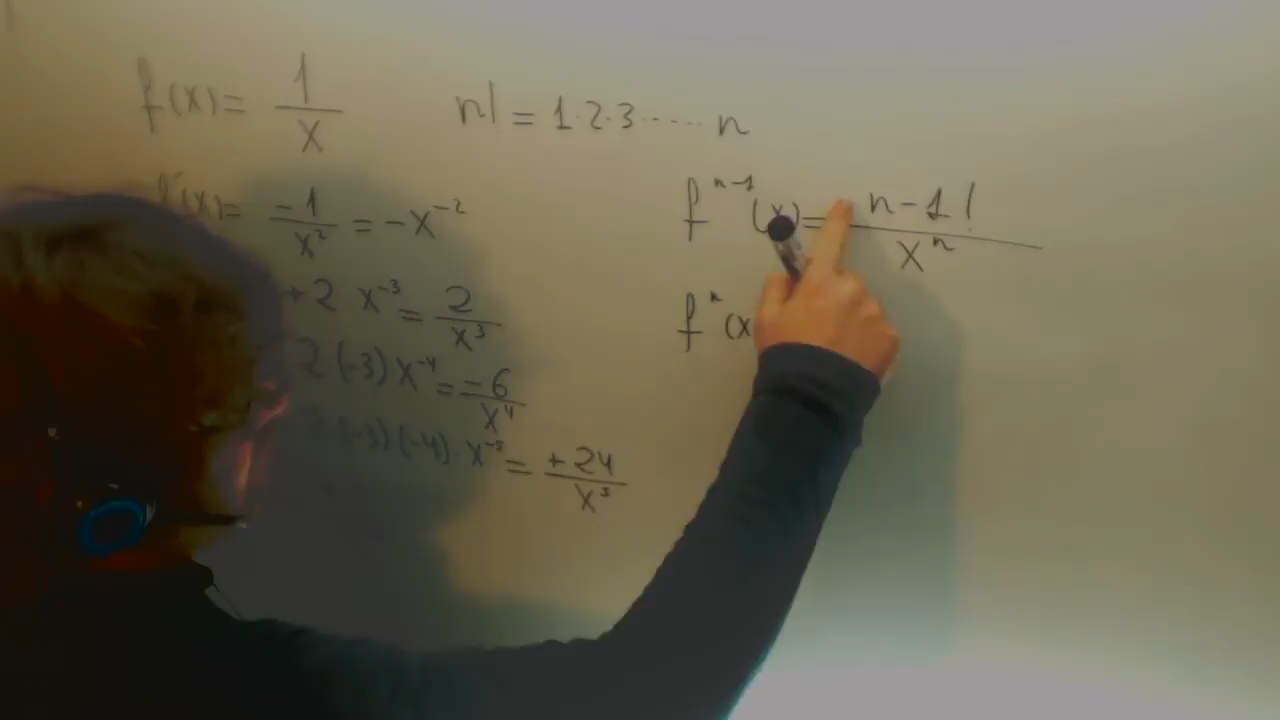 f(x) = 1/x
n! = 1·2·3·····n
f'(x) = -1/x² = -x⁻²
+2 x⁻³ = 2/x³
2(-3)x⁻⁴ = -6/x⁴
(-3)(-4)·x⁻⁵ = +24/x⁵
fⁿ⁻¹(x) = n-1!/xⁿ
fⁿ(x